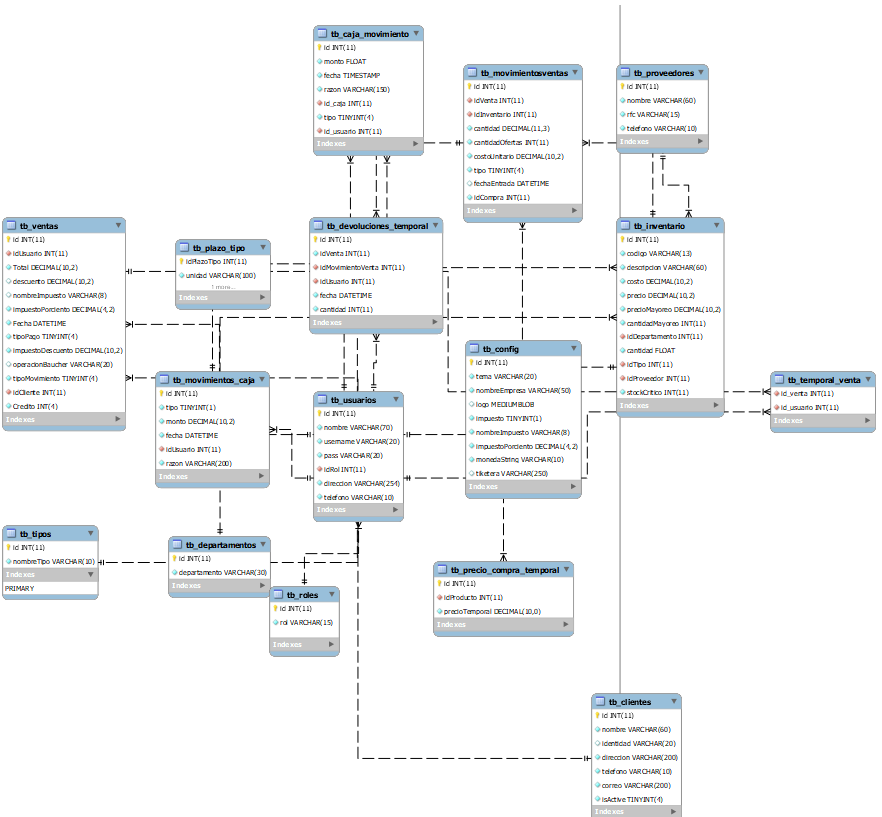 tb_caja_movimiento
id INT(11)
monto FLOAT
fecha TIMESTAMP
razon VARCHAR(150)
id_caja INT(11)
tipo TINYINT(4)
id_usuario INT(11)
Indexes
tb_movimientosventas
id INT(11)
idVenta INT(11)
idInventario INT(11)
cantidad DECIMAL(11,3)
cantidadOfertas INT(11)
costoUnitario DECIMAL(10,2)
tipo TINYINT(4)
fechaEntrada DATETIME
idCompra INT(11)
Indexes
tb_proveedores
id INT(11)
nombre VARCHAR(60)
rfc VARCHAR(15)
telefono VARCHAR(10)
Indexes
tb_ventas
id INT(11)
idUsuario INT(11)
Total DECIMAL(10,2)
descuento DECIMAL(10,2)
nombreImpuesto VARCHAR(8)
impuestoPorciento DECIMAL(4,2)
Fecha DATETIME
tipoPago TINYINT(4)
impuestoDescuento DECIMAL(10,2)
operacionBaucher VARCHAR(20)
tipoMovimiento TINYINT(4)
idCliente INT(11)
Credito INT(4)
Indexes
tb_plazo_tipo
idPlazoTipo INT(11)
unidad VARCHAR(100)
1 more...
Indexes
tb_devoluciones_temporal
id INT(11)
idVenta INT(11)
idMovimientoVenta INT(11)
idUsuario INT(11)
fecha DATETIME
cantidad INT(11)
Indexes
tb_inventario
id INT(11)
codigo VARCHAR(13)
descripcion VARCHAR(60)
costo DECIMAL(10,2)
precio DECIMAL(10,2)
precioMayoreo DECIMAL(10,2)
cantidadMayoreo INT(11)
idDepartamento INT(11)
cantidad FLOAT
idTipo INT(11)
idProveedor INT(11)
stockCritico INT(11)
Indexes
tb_config
id INT(11)
tema VARCHAR(20)
nombreEmpresa VARCHAR(50)
logo MEDIUMBLOB
impuesto TINYINT(1)
nombreImpuesto VARCHAR(8)
impuestoPorciento DECIMAL(4,2)
monedaString VARCHAR(10)
tiketera VARCHAR(250)
Indexes
tb_movimientos_caja
id INT(11)
tipo TINYINT(1)
monto DECIMAL(10,2)
fecha DATETIME
idUsuario INT(11)
razon VARCHAR(200)
Indexes
tb_temporal_venta
id_venta INT(11)
id_usuario INT(11)
Indexes
tb_usuarios
id INT(11)
nombre VARCHAR(70)
username VARCHAR(20)
pass VARCHAR(20)
idRol INT(11)
direccion VARCHAR(254)
telefono VARCHAR(10)
Indexes
tb_tipos
id INT(11)
nombreTipo VARCHAR(10)
Indexes
PRIMARY
tb_departamentos
id INT(11)
departamento VARCHAR(30)
Indexes
tb_roles
id INT(11)
rol VARCHAR(15)
Indexes
tb_precio_compra_temporal
id INT(11)
idProducto INT(11)
precioTemporal DECIMAL(10,0)
Indexes
tb_clientes
id INT(11)
nombre VARCHAR(60)
identidad VARCHAR(20)
direccion VARCHAR(200)
telefono VARCHAR(10)
correo VARCHAR(200)
isActive TINYINT(4)
Indexes